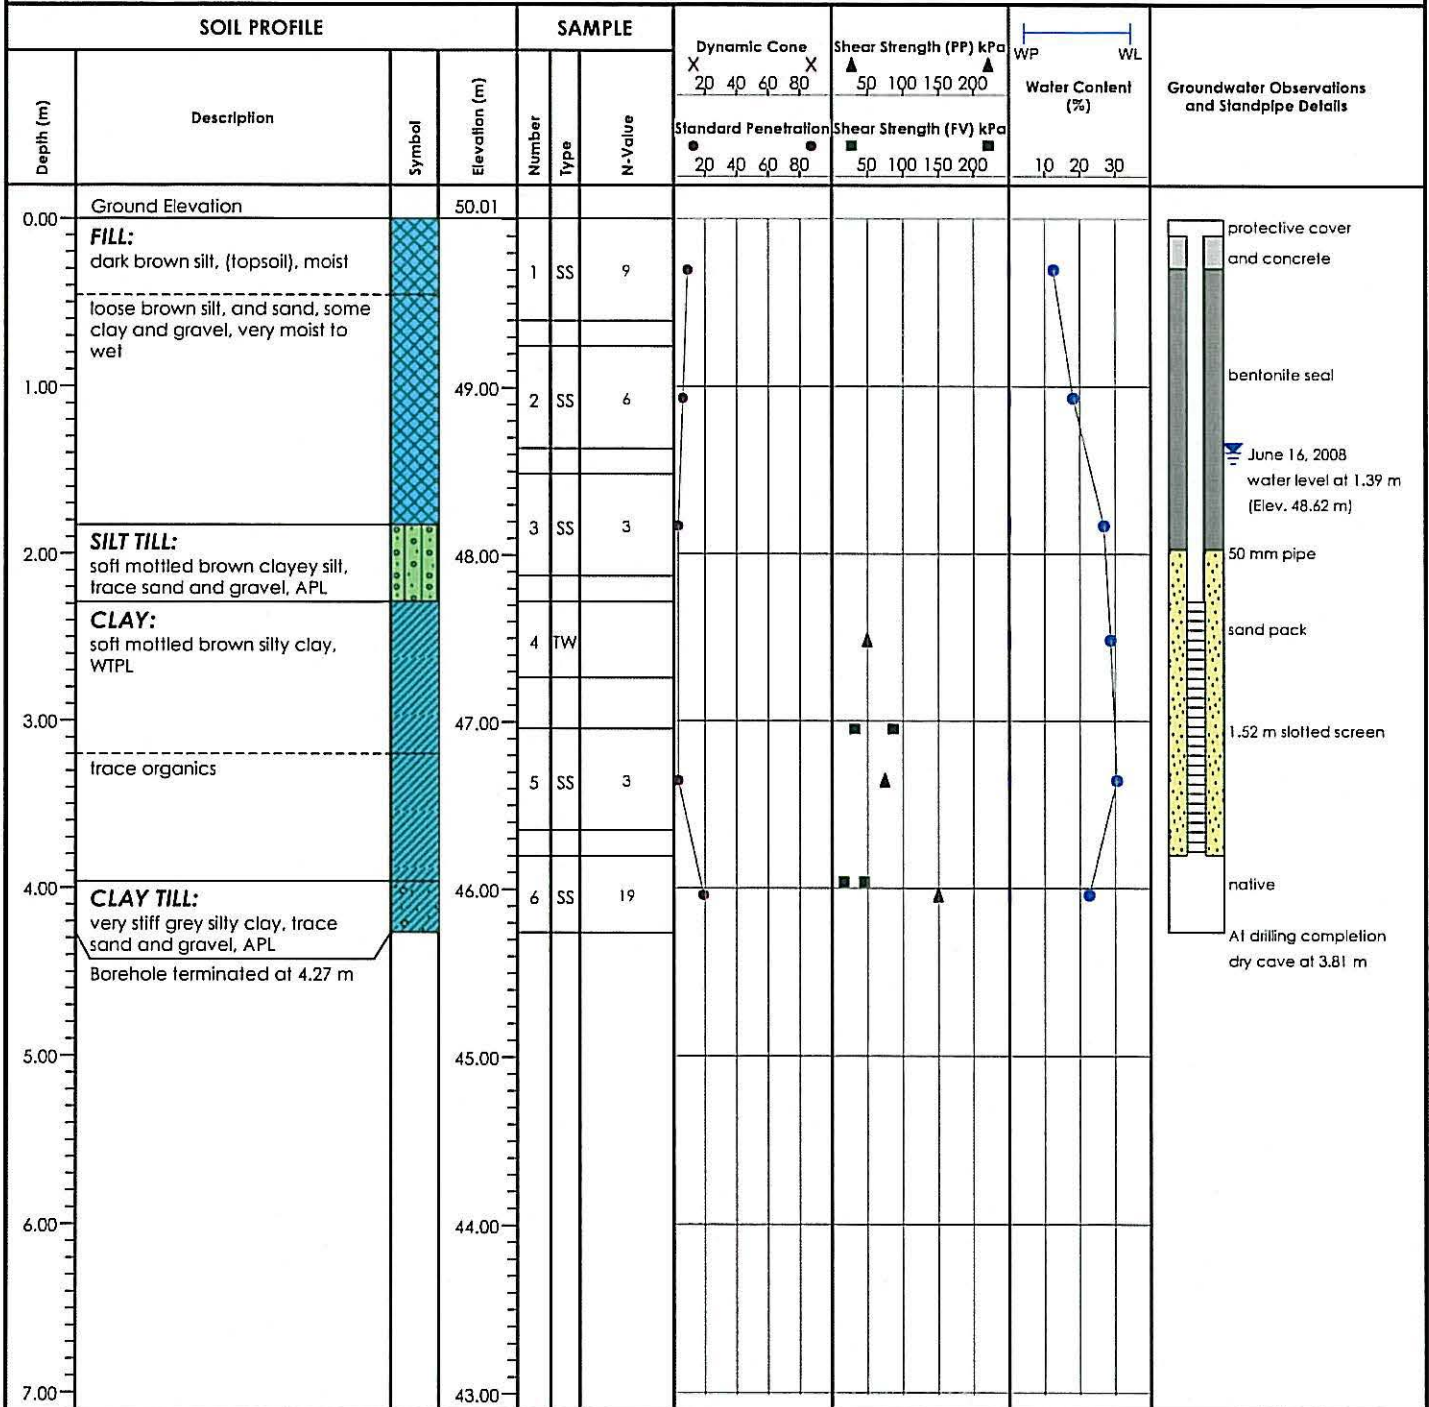 SOIL PROFILE
SAMPLE
Depth (m)
Description
Symbol
Elevation (m)
Number
Type
N-Value
Dynamic Cone
X X
20 40 60 80
Standard Penetration
20 40 60 80
Shear Strength (PP) kPa
50 100 150 200
Shear Strength (FV) kPa
50 100 150 200
WP WL
Water Content
(%)
10 20 30
Groundwater Observations
and Standpipe Details
Ground Elevation 50.01
0.00
FILL:
dark brown silt, (topsoil), moist
1 SS 9
protective cover
and concrete
loose brown silt, and sand, some
clay and gravel, very moist to
wet
bentonite seal
1.00
49.00
2 SS 6
June 16, 2008
water level at 1.39 m
(Elev. 48.62 m)
3 SS 3
SILT TILL:
soft mottled brown clayey silt,
trace sand and gravel, APL
2.00
48.00
50 mm pipe
CLAY:
soft mottled brown silty clay,
WTPL
4 TW
sand pack
3.00
47.00
1.52 m slotted screen
trace organics
5 SS 3
4.00
46.00
CLAY TILL:
very stiff grey silty clay, trace
sand and gravel, APL
6 SS 19
native
Borehole terminated at 4.27 m
At drilling completion
dry cave at 3.81 m
5.00
45.00
6.00
44.00
7.00
43.00